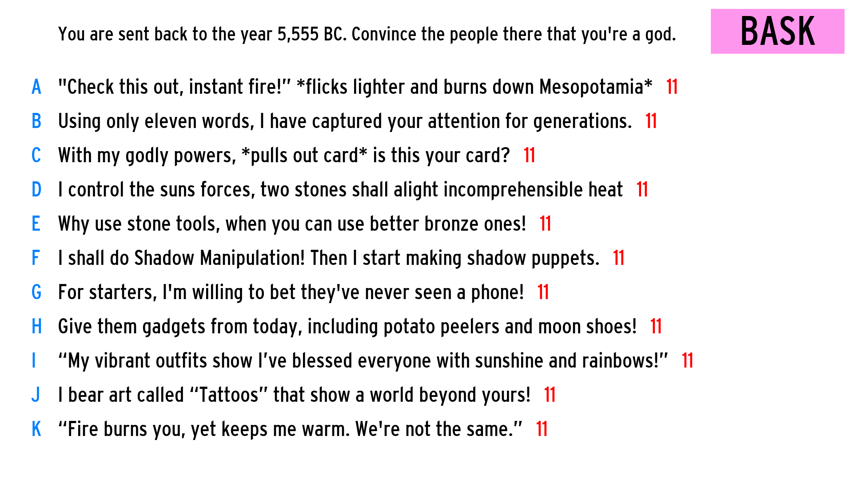 You are sent back to the year 5,555 BC. Convince the people there that you're a god.
BASK
A "Check this out, instant fire!” *flicks lighter and burns down Mesopotamia* 11
B Using only eleven words, I have captured your attention for generations. 11
C With my godly powers, *pulls out card* is this your card? 11
D I control the suns forces, two stones shall alight incomprehensible heat 11
E Why use stone tools, when you can use better bronze ones! 11
F I shall do Shadow Manipulation! Then I start making shadow puppets. 11
G For starters, I'm willing to bet they've never seen a phone! 11
H Give them gadgets from today, including potato peelers and moon shoes! 11
I “My vibrant outfits show I’ve blessed everyone with sunshine and rainbows!” 11
J I bear art called “Tattoos” that show a world beyond yours! 11
K “Fire burns you, yet keeps me warm. We're not the same.” 11